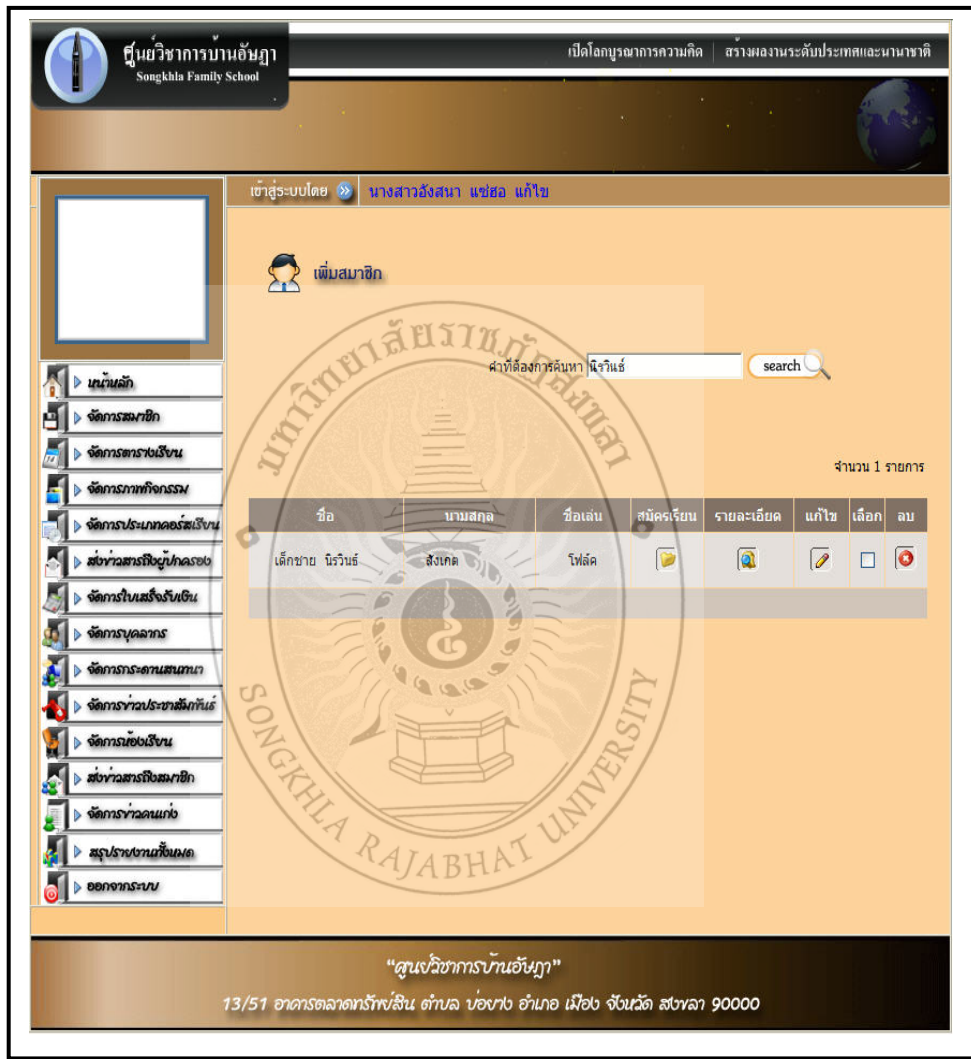 ศูนย์วิชาการบ้านอัษฎา
Songkhla Family School
เปิดโลกบูรณาการความคิด | สร้างผลงานระดับประเทศและนานาชาติ
เข้าสู่ระบบโดย นางสาวอังสนา แซ่ฮอ แก้ไข
เพิ่มสมาชิก
คำที่ต้องการค้นหา นิรวินธ์ search
จำนวน 1 รายการ
ชื่อ นามสกุล ชื่อเล่น สมัครเรียน รายละเอียด แก้ไข เลือก ลบ
เด็กชาย นิรวินธ์ สังเกต โฟล์ค
หน้าหลัก
จัดการสมาชิก
จัดการตารางเรียน
จัดการภาพกิจกรรม
จัดการประเภทคอร์สเรียน
ส่งข่าวสารถึงผู้ปกครอง
จัดการใบเสร็จรับเงิน
จัดการบุคลากร
จัดการกระดานสนทนา
จัดการข่าวประชาสัมพันธ์
จัดการห้องเรียน
ส่งข่าวสารถึงสมาชิก
จัดการข่าวคนเก่ง
สรุปรายงานทั้งหมด
ออกจากระบบ
มหาวิทยาลัยราชภัฏสงขลา
SONGKHLA RAJABHAT UNIVERSITY
“ศูนย์วิชาการบ้านอัษฎา”
13/51 อาคารตลาดทรัพย์สิน ตำบล บ่อยาง อำเภอ เมือง จังหวัด สงขลา 90000